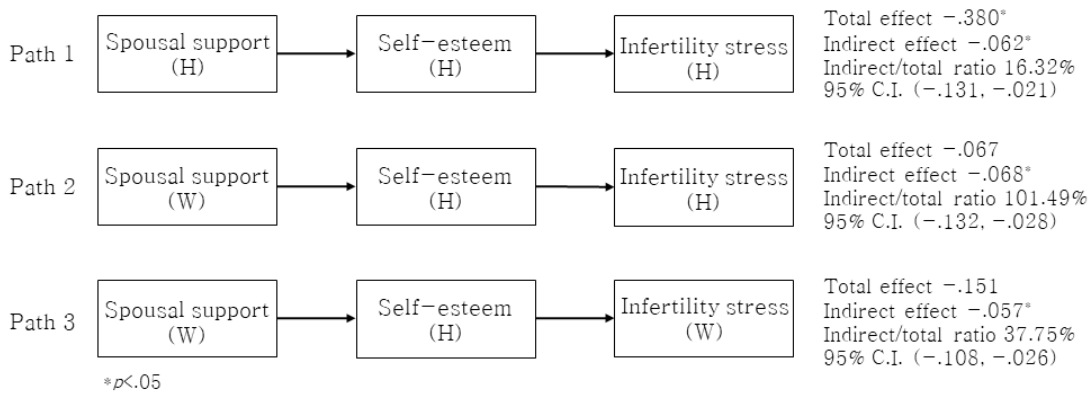 Path 1
Spousal support
(H)
Self-esteem
(H)
Infertility stress
(H)
Total effect -.380*
Indirect effect -.062*
Indirect/total ratio 16.32%
95% C.I. (-.131, -.021)
Path 2
Spousal support
(W)
Self-esteem
(H)
Infertility stress
(H)
Total effect -.067
Indirect effect -.068*
Indirect/total ratio 101.49%
95% C.I. (-.132, -.028)
Path 3
Spousal support
(W)
Self-esteem
(H)
Infertility stress
(W)
Total effect -.151
Indirect effect -.057*
Indirect/total ratio 37.75%
95% C.I. (-.108, -.026)
*p<.05